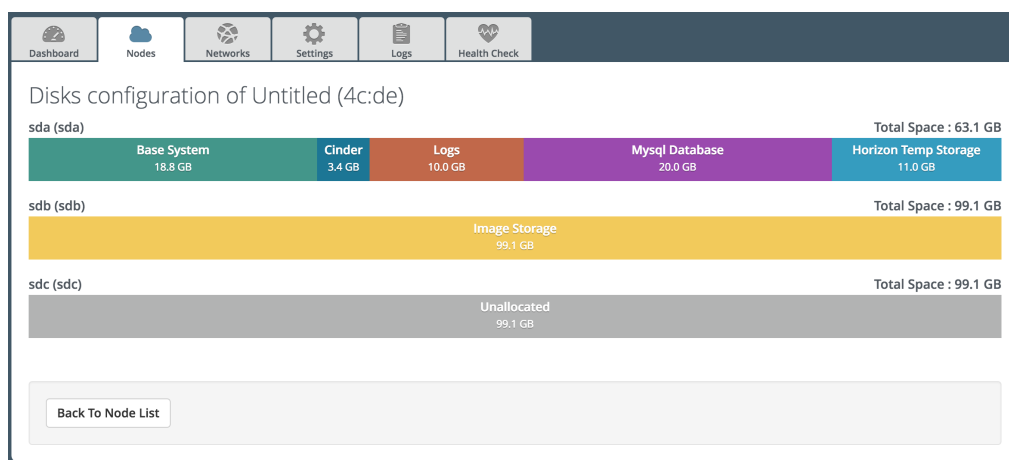 Dashboard Nodes Networks Settings Logs Health Check
Disks configuration of Untitled (4c:de)
sda (sda) Total Space : 63.1 GB
Base System Cinder Logs Mysql Database Horizon Temp Storage
18.8 GB 3.4 GB 10.0 GB 20.0 GB 11.0 GB
sdb (sdb) Total Space : 99.1 GB
Image Storage
99.1 GB
sdc (sdc) Total Space : 99.1 GB
Unallocated
99.1 GB
Back To Node List